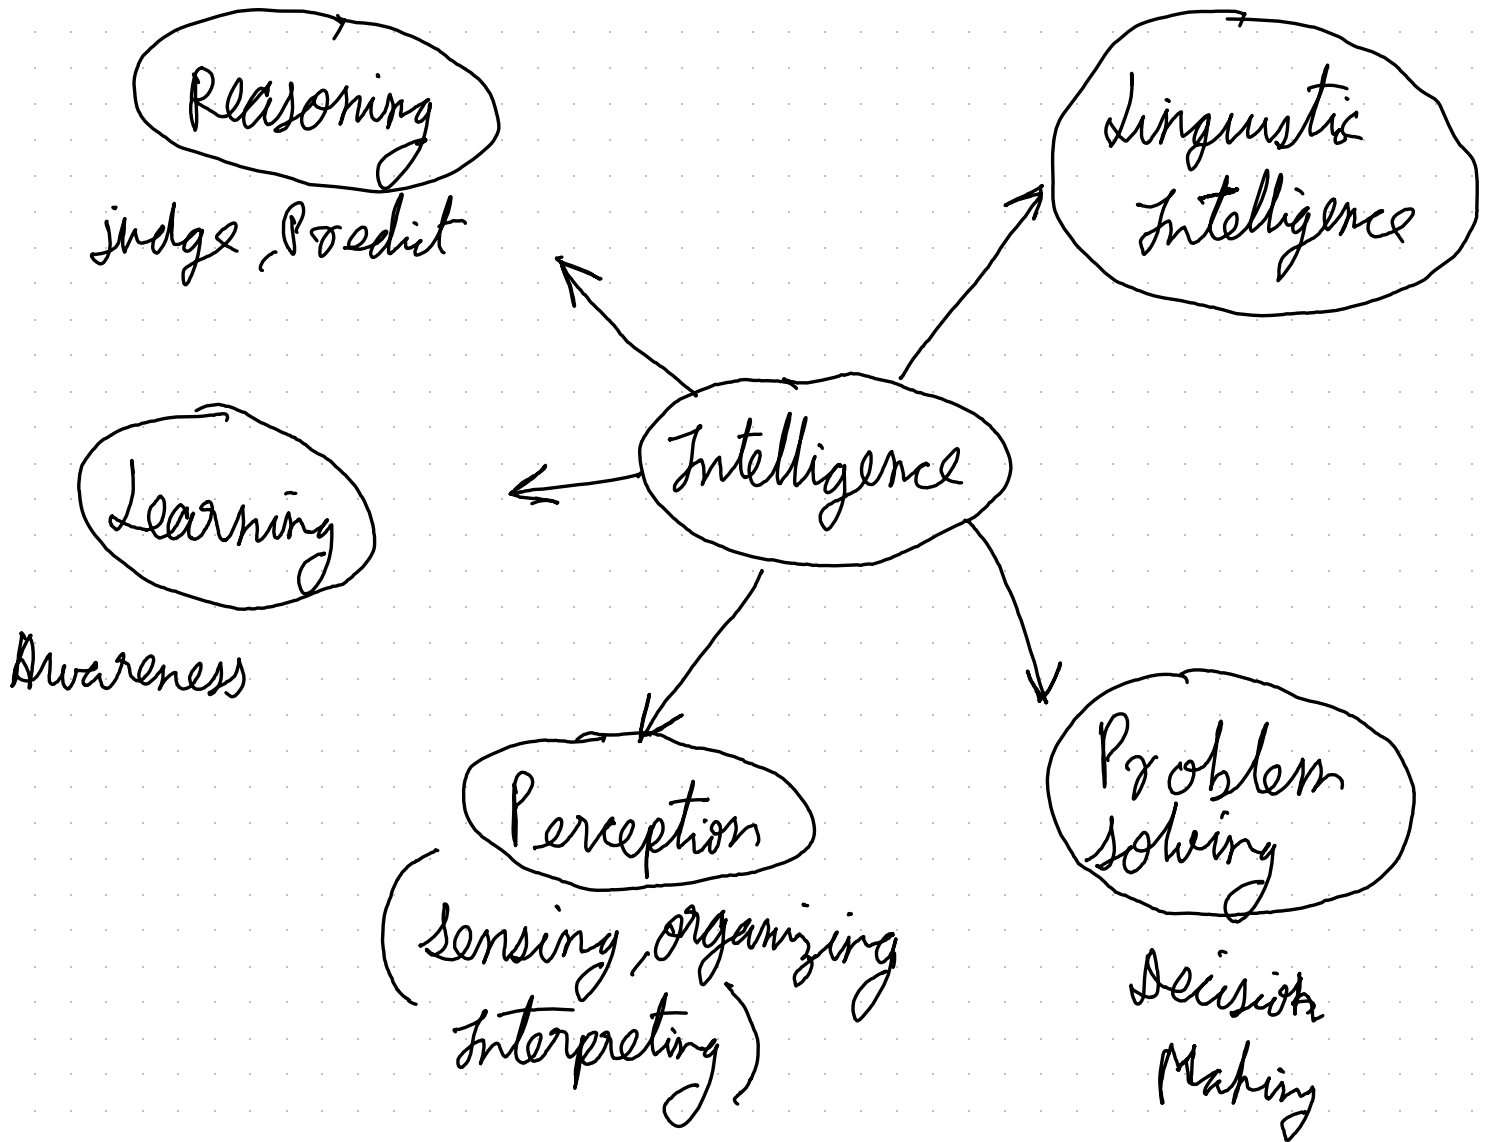 Reasoning
judge, Predict
Linguistic
Intelligence
Intelligence
Learning
Awareness
Perception
(Sensing, organizing
Interpreting)
Problem
solving
Decision
Making